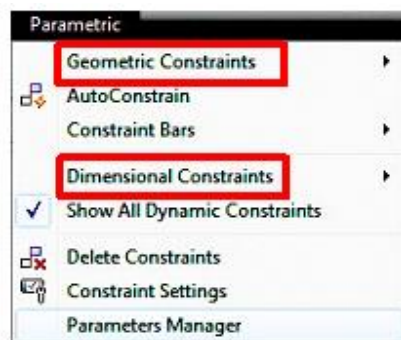 Parametric
Geometric Constraints
AutoConstrain
Constraint Bars
Dimensional Constraints
Show All Dynamic Constraints
Delete Constraints
Constraint Settings
Parameters Manager